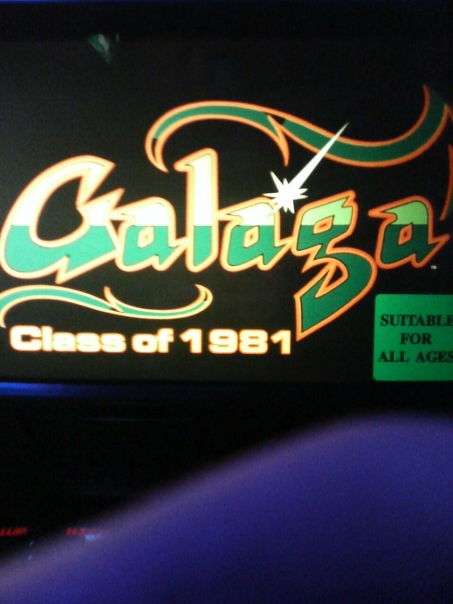 Galaga
Class of 1981
SUITABLE
FOR
ALL AGES